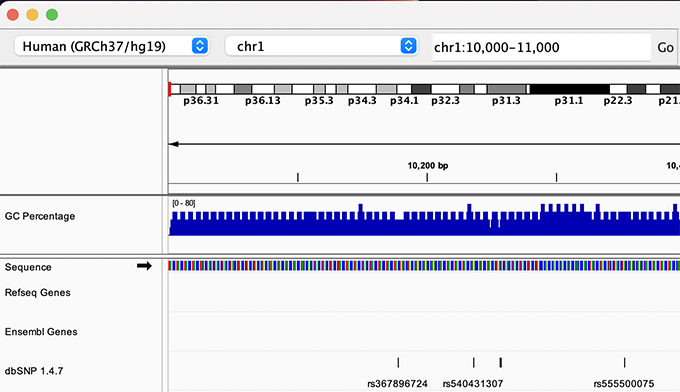 Human (GRCh37/hg19) chr1 chr1:10,000-11,000 Go
p36.31 p36.13 p35.3 p34.3 p34.1 p32.3 p31.3 p31.1 p22.3 p21.
10,200 bp 10,4
[0 - 80]
GC Percentage
Sequence
Refseq Genes
Ensembl Genes
dbSNP 1.4.7
rs367896724 rs540431307 rs555500075